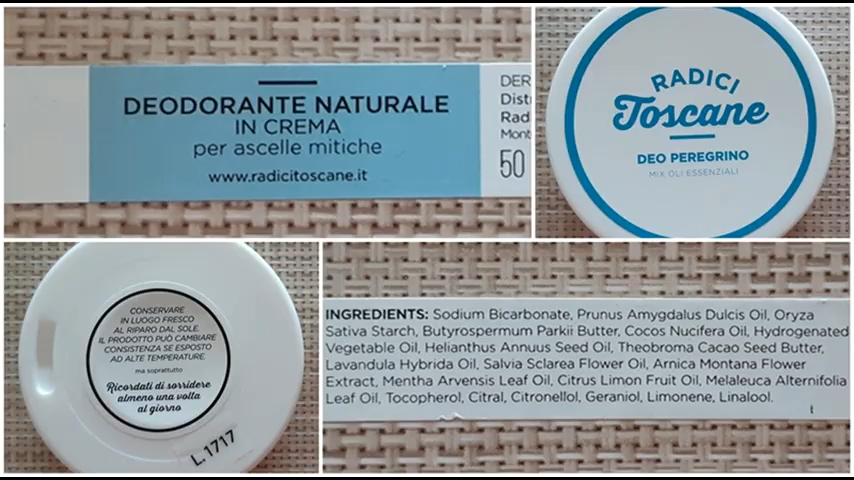 DEODORANTE NATURALE
IN CREMA
per ascelle mitiche
www.radicitoscane.it
50
RADICI
Toscane
DEO PEREGRINO
MIX OLI ESSENZIALI
CONSERVARE
IN LUOGO FRESCO
AL RIPARO DAL SOLE.
IL PRODOTTO PUÒ CAMBIARE
CONSISTENZA SE ESPOSTO
AD ALTE TEMPERATURE.
ma soprattutto
Ricordati di sorridere
almeno una volta
al giorno
L.1717
INGREDIENTS: Sodium Bicarbonate, Prunus Amygdalus Dulcis Oil, Oryza
Sativa Starch, Butyrospermum Parkii Butter, Cocos Nucifera Oil, Hydrogenated
Vegetable Oil, Helianthus Annuus Seed Oil, Theobroma Cacao Seed Butter,
Lavandula Hybrida Oil, Salvia Sclarea Flower Oil, Arnica Montana Flower
Extract, Mentha Arvensis Leaf Oil, Citrus Limon Fruit Oil, Melaleuca Alternifolia
Leaf Oil, Tocopherol, Citral, Citronellol, Geraniol, Limonene, Linalool.